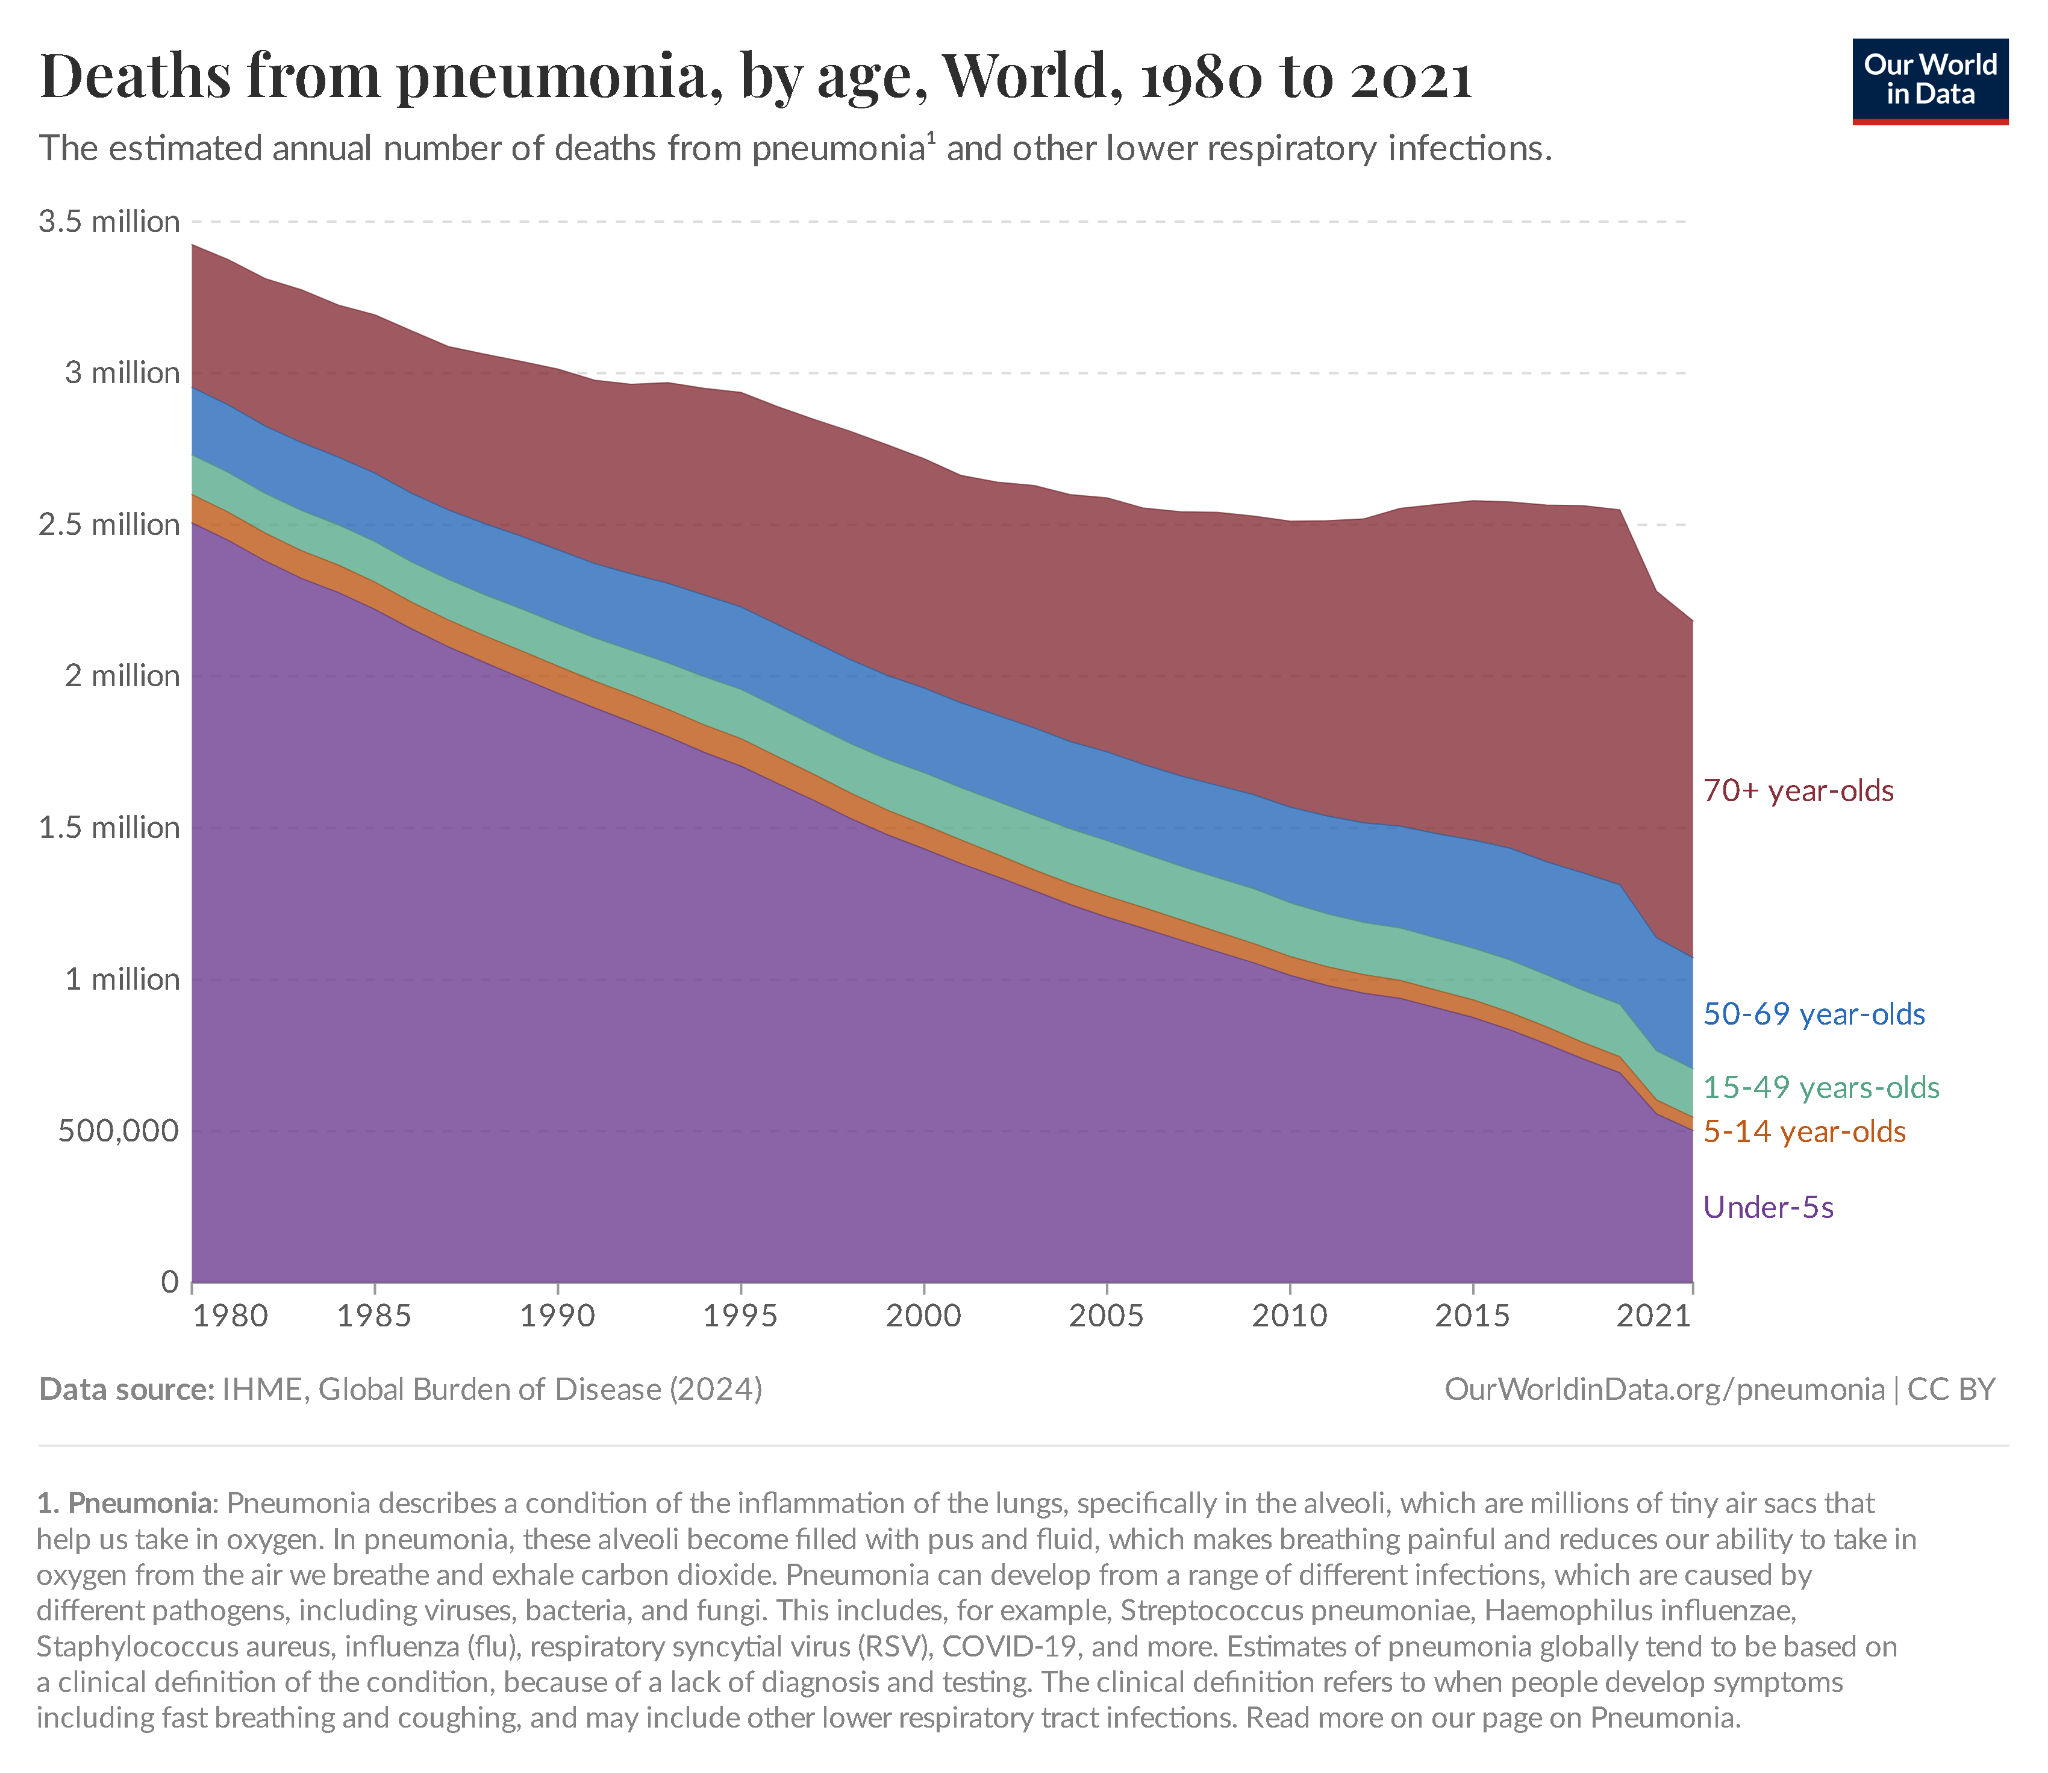 Deaths from pneumonia, by age, World, 1980 to 2021
Our World
in Data
The estimated annual number of deaths from pneumonia¹ and other lower respiratory infections.
3.5 million
3 million
2.5 million
2 million
1.5 million
1 million
500,000
0
70+ year-olds
50-69 year-olds
15-49 years-olds
5-14 year-olds
Under-5s
1980 1985 1990 1995 2000 2005 2010 2015 2021
Data source: IHME, Global Burden of Disease (2024)
OurWorldinData.org/pneumonia | CC BY
1. Pneumonia: Pneumonia describes a condition of the inflammation of the lungs, specifically in the alveoli, which are millions of tiny air sacs that
help us take in oxygen. In pneumonia, these alveoli become filled with pus and fluid, which makes breathing painful and reduces our ability to take in
oxygen from the air we breathe and exhale carbon dioxide. Pneumonia can develop from a range of different infections, which are caused by
different pathogens, including viruses, bacteria, and fungi. This includes, for example, Streptococcus pneumoniae, Haemophilus influenzae,
Staphylococcus aureus, influenza (flu), respiratory syncytial virus (RSV), COVID-19, and more. Estimates of pneumonia globally tend to be based on
a clinical definition of the condition, because of a lack of diagnosis and testing. The clinical definition refers to when people develop symptoms
including fast breathing and coughing, and may include other lower respiratory tract infections. Read more on our page on Pneumonia.